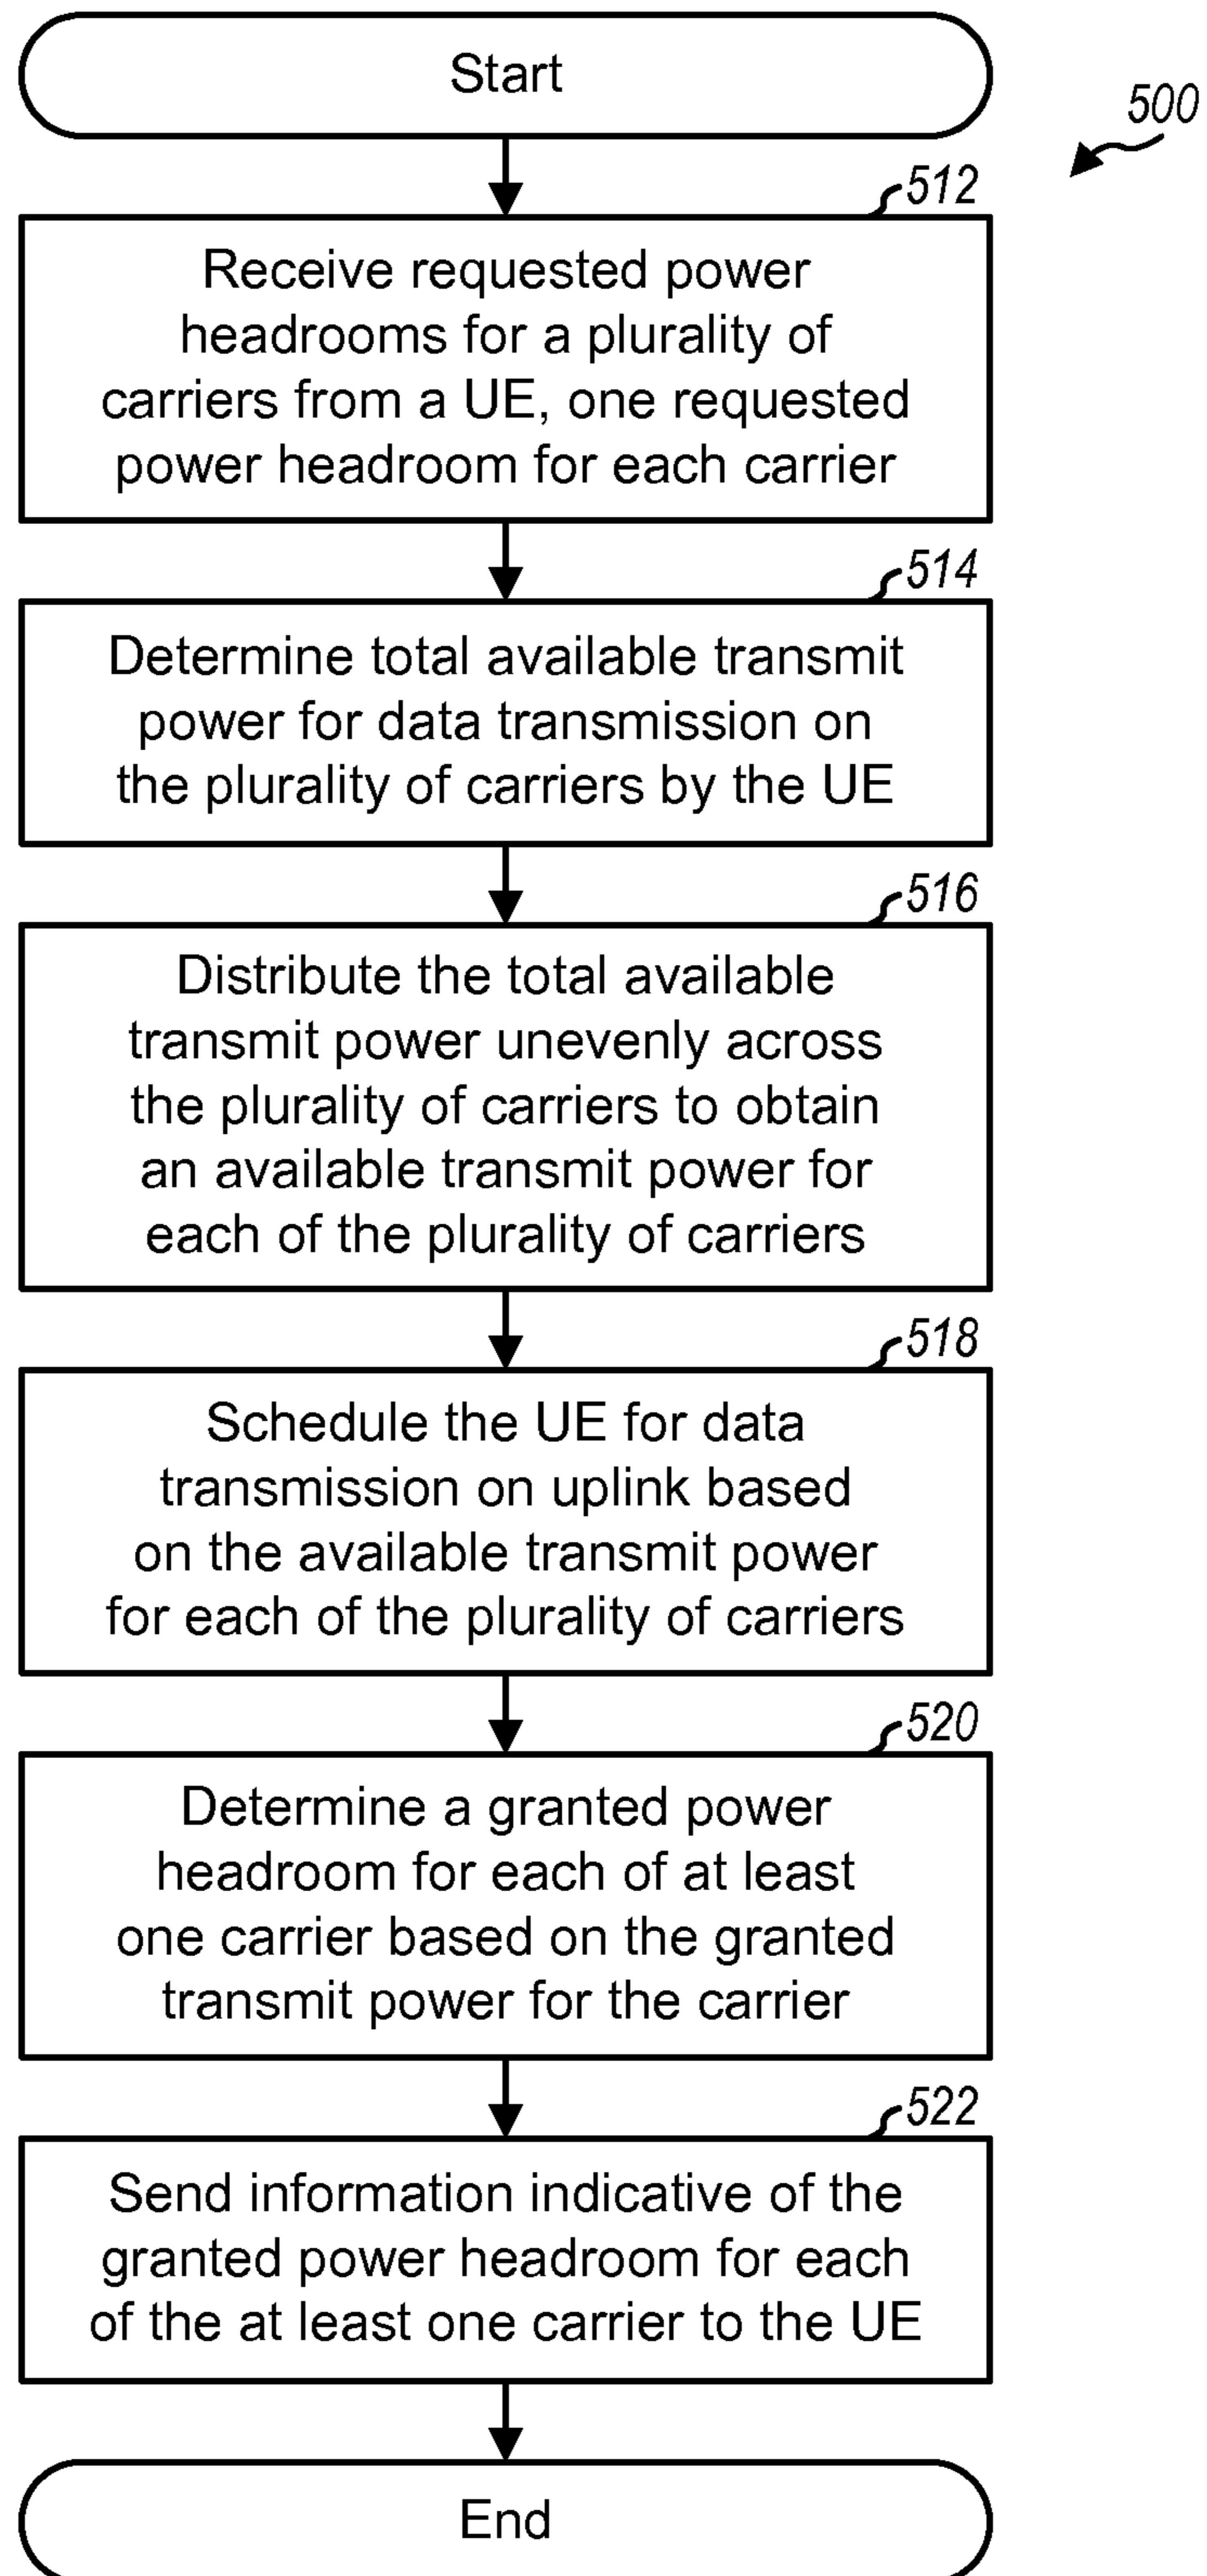 Start
500
512
Receive requested power
headrooms for a plurality of
carriers from a UE, one requested
power headroom for each carrier
514
Determine total available transmit
power for data transmission on
the plurality of carriers by the UE
516
Distribute the total available
transmit power unevenly across
the plurality of carriers to obtain
an available transmit power for
each of the plurality of carriers
518
Schedule the UE for data
transmission on uplink based
on the available transmit power
for each of the plurality of carriers
520
Determine a granted power
headroom for each of at least
one carrier based on the granted
transmit power for the carrier
522
Send information indicative of the
granted power headroom for each
of the at least one carrier to the UE
End